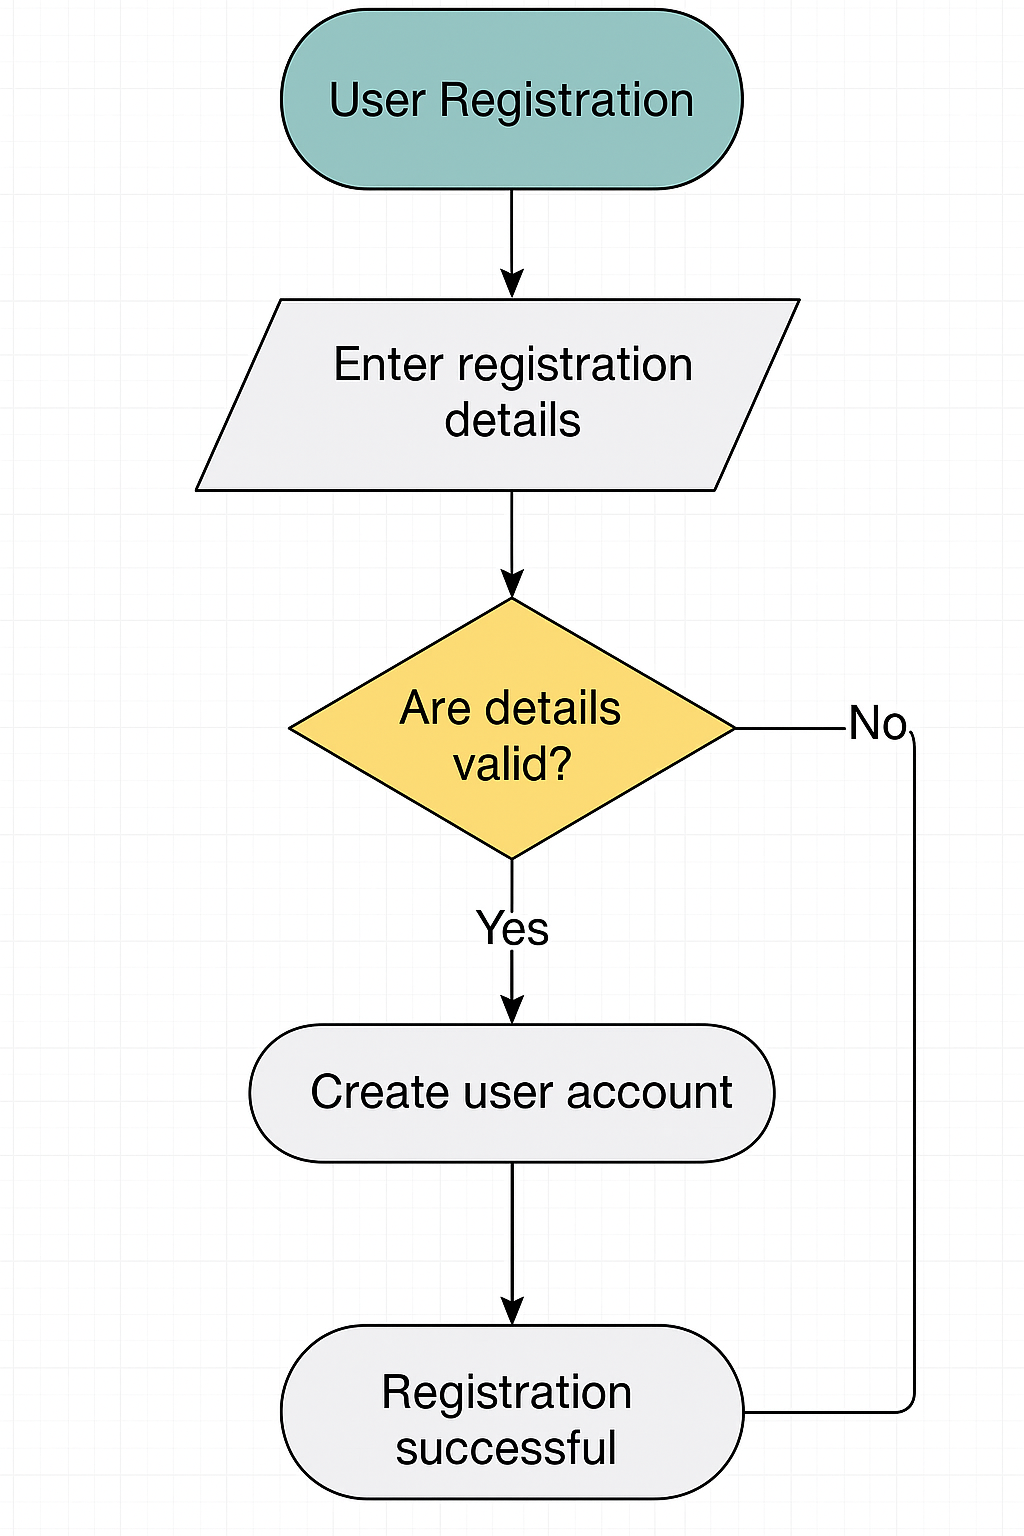 User Registration
Enter registration
details
Are details
valid?
No
Yes
Create user account
Registration
successful